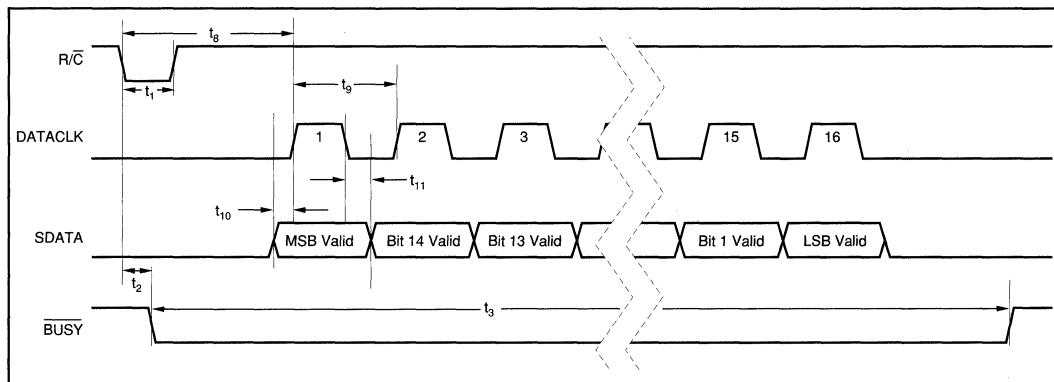 t₈
R/C̅
t₁
t₉
DATACLK
1
2
3
15
16
t₁₁
t₁₀
SDATA
MSB Valid
Bit 14 Valid
Bit 13 Valid
Bit 1 Valid
LSB Valid
t₂
t₃
B̅U̅S̅Y̅